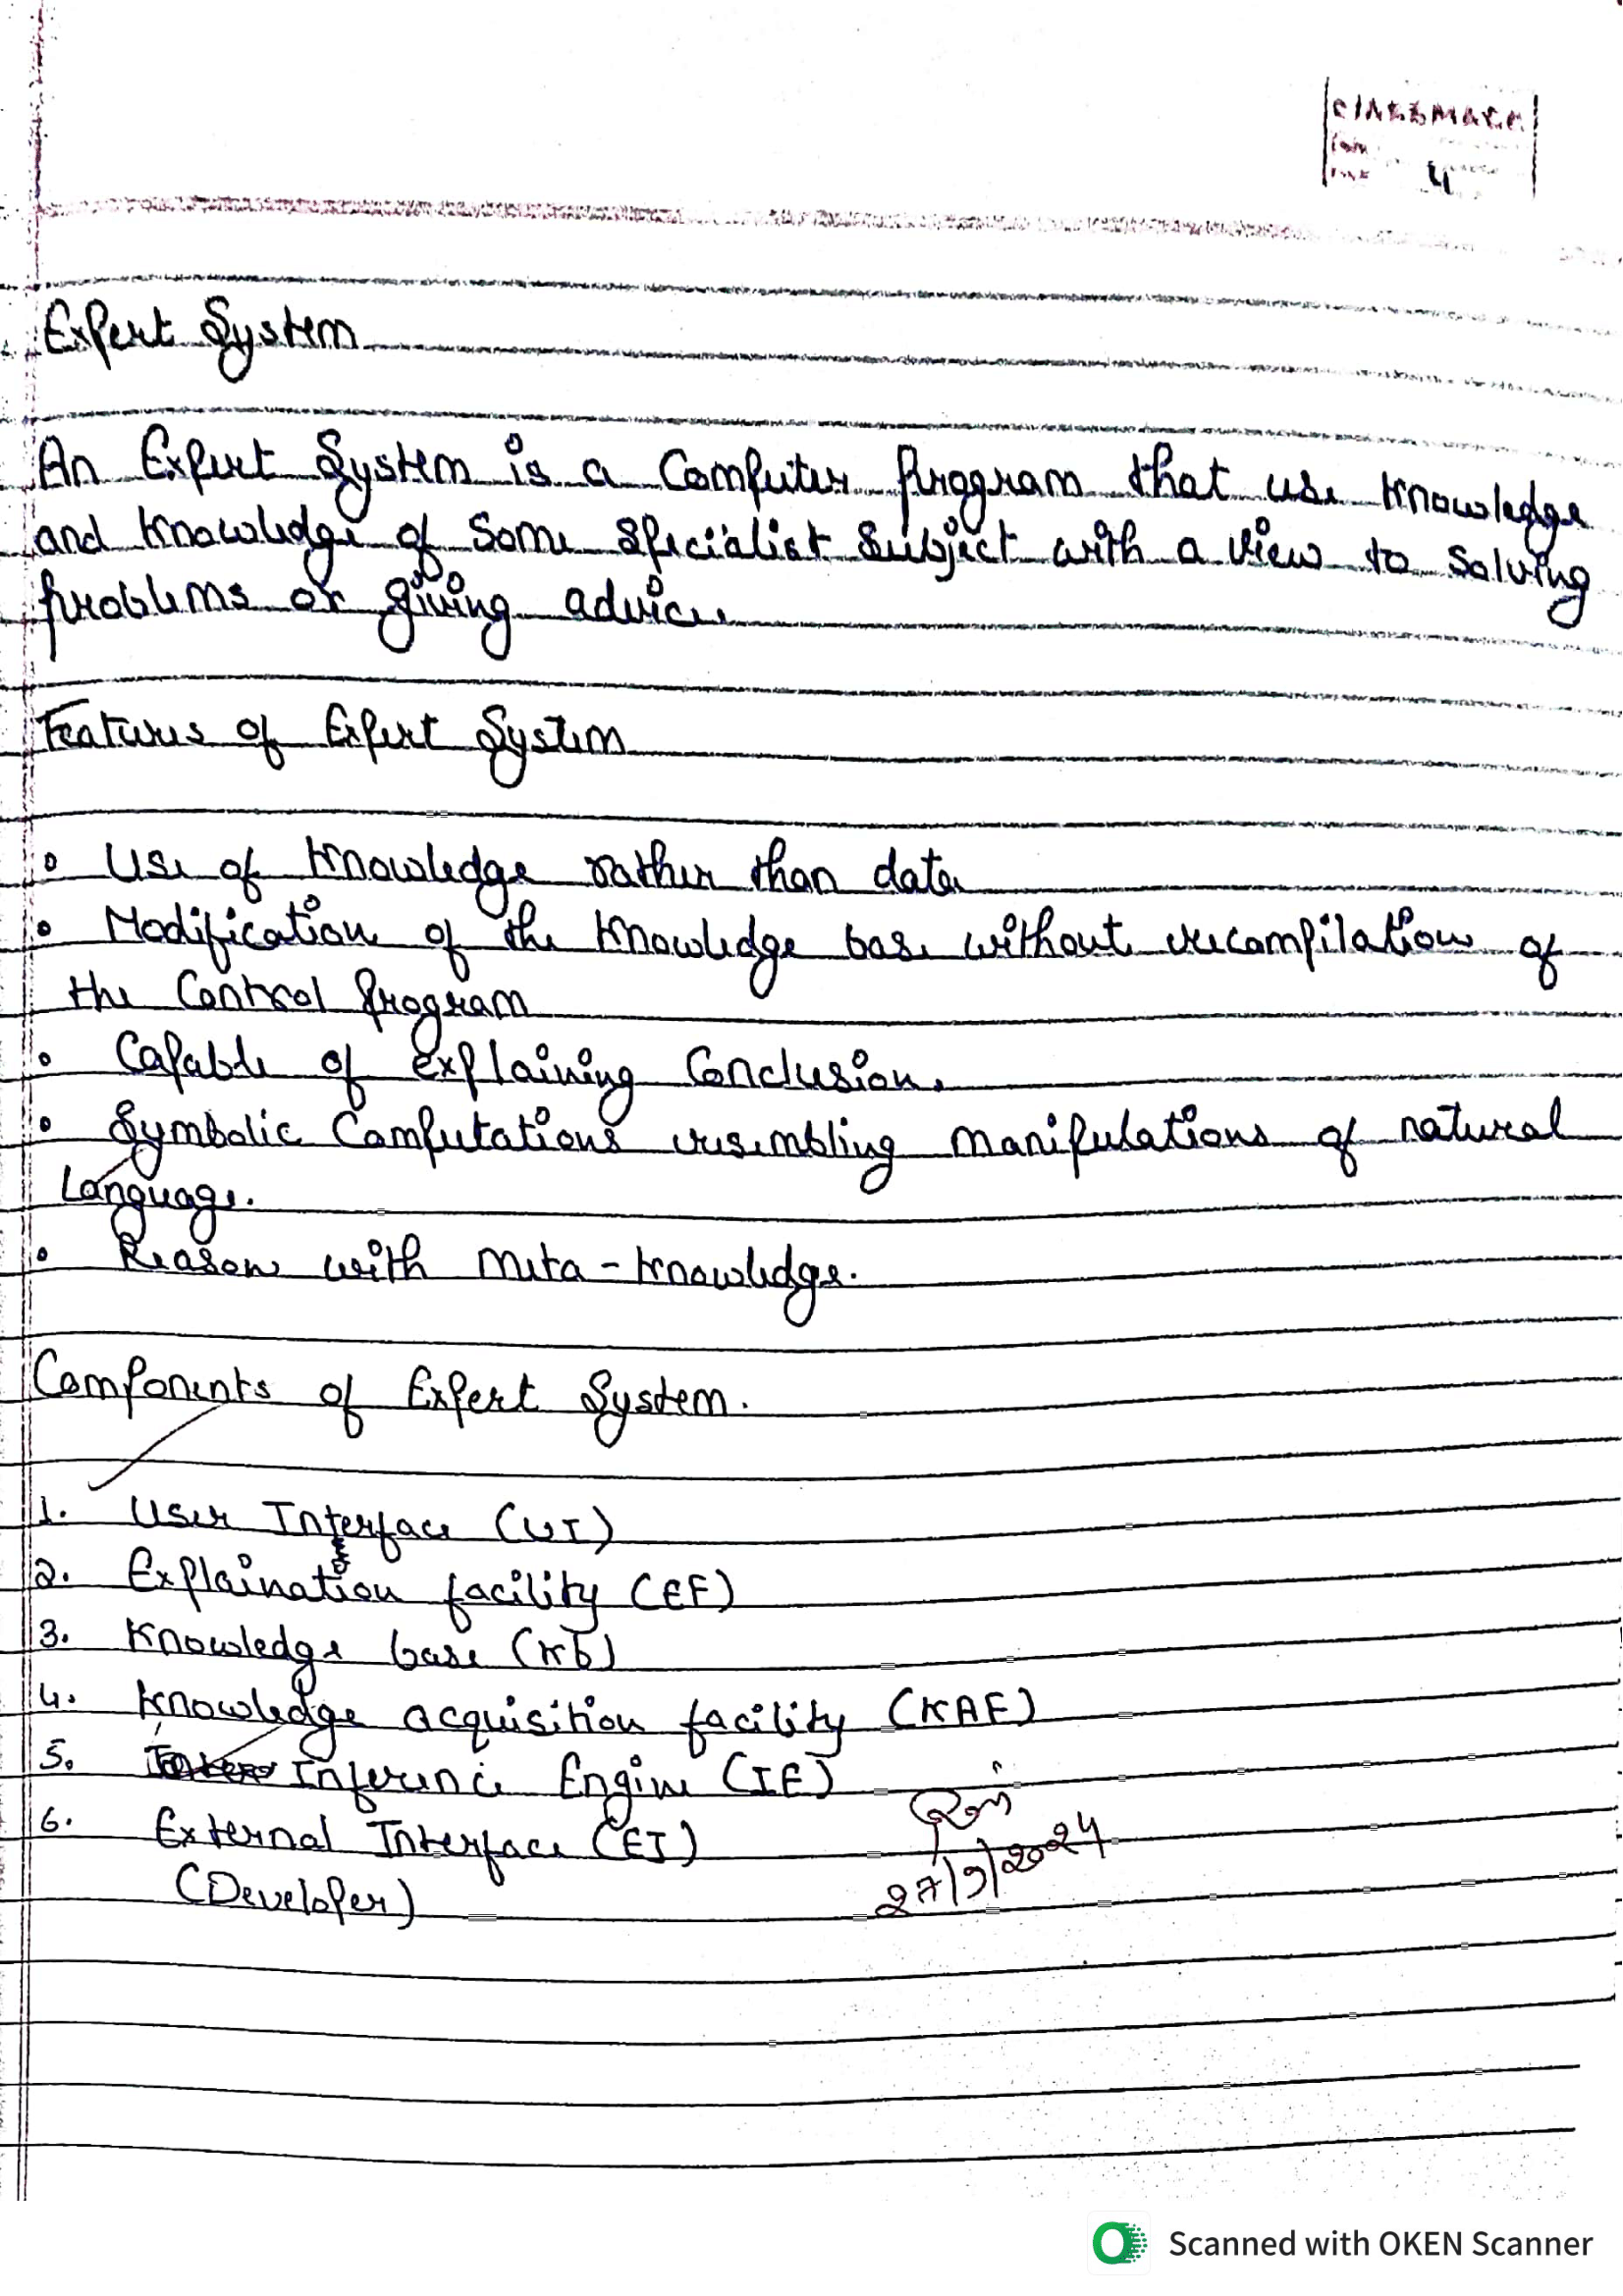 classmate
4
Expert System
An Expert System is a Computer Program that use knowledge
and knowledge of some specialist subject with a view to solving
problems or giving advice
Features of Expert System
• Use of knowledge rather than data
• Modification of the knowledge base without recompilation of
the Control Program
• Capable of explaining Conclusion.
• Symbolic Computations resembling manipulations of natural
Language.
• Reason with meta-knowledge.
Components of Expert System.
1. User Interface (UI)
2. Explaination facility (EF)
3. Knowledge base (Kb)
4. Knowledge acquisition facility (KAF)
5. Inference Engine (IE)
6. External Interface (EI)
(Developer)
27/9/2024
Scanned with OKEN Scanner